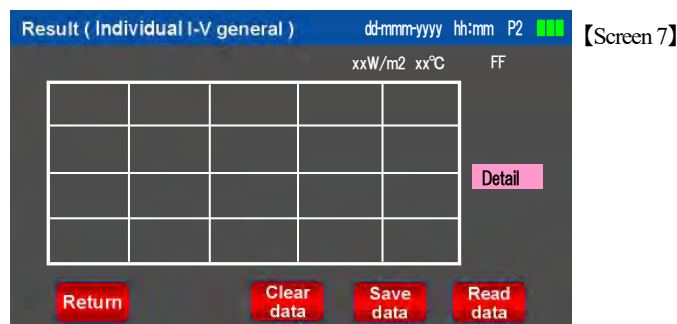 Result ( Individual I-V general ) dd-mmm-yyyy hh:mm P2
【Screen 7】
xxW/m2 xx℃ FF
Detail
Return
Clear data
Save data
Read data